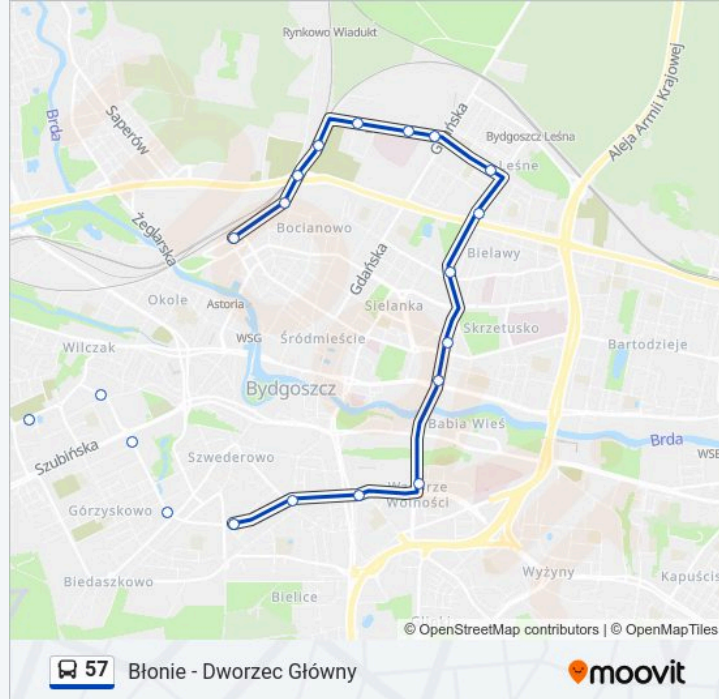 Rynkowo Wiadukt
Brda
Saperów
Gdańska
Aleja Armii Krajowej
Bydgoszcz Leśna
Leśne
Żeglarska
Bocianowo
Bielawy
Gdańska
Okole
Astoria
Sielanka
Skrzetusko
WSG
Śródmieście
Wilczak
Bartodzieje
Bydgoszcz
Babia Wieś
Brda
Szubińska
Szwederowo
Wzgórze
Wolności
Górzyskowo
Wyżyny
Biedaszkowo
Bielice
© OpenStreetMap contributors | © OpenMapTiles
57 Błonie - Dworzec Główny
moovit